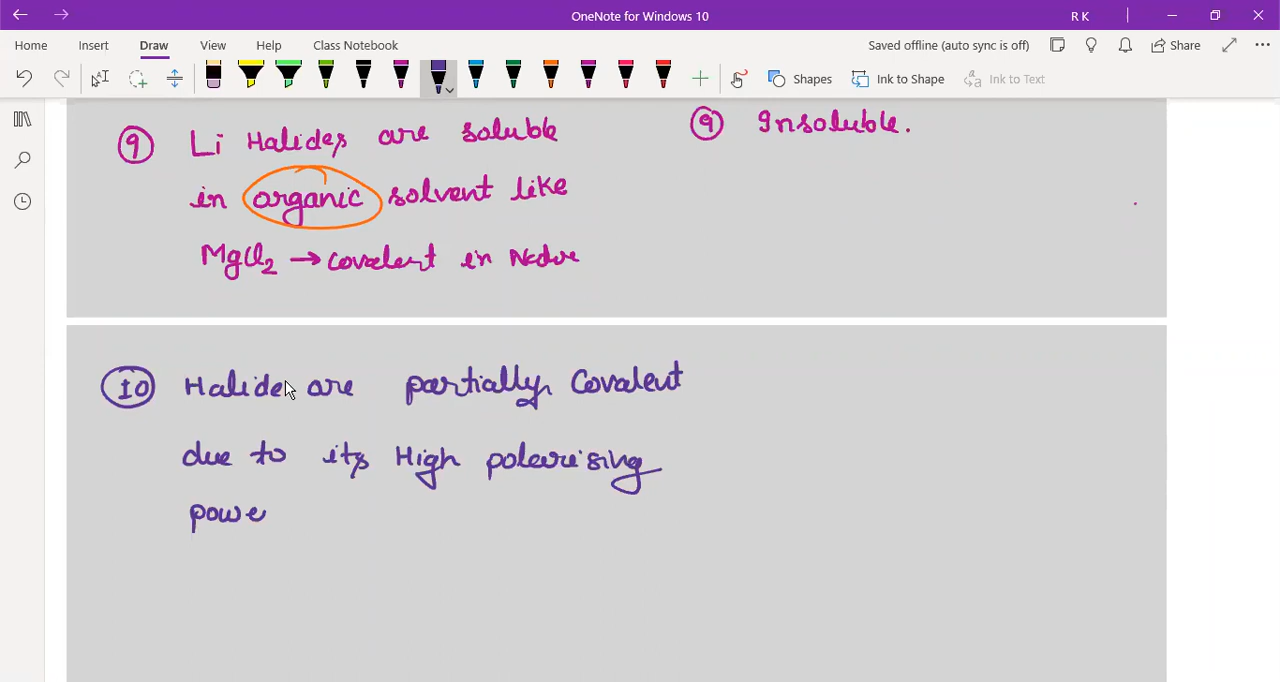 OneNote for Windows 10
R K
Home Insert Draw View Help Class Notebook
Saved offline (auto sync is off) Share
Shapes Ink to Shape Ink to Text
9 Li Halides are soluble
in organic solvent like
MgCl2 → covalent in
9 Insoluble.
10 Halides are partially Covalent
due to its High polarising
powe